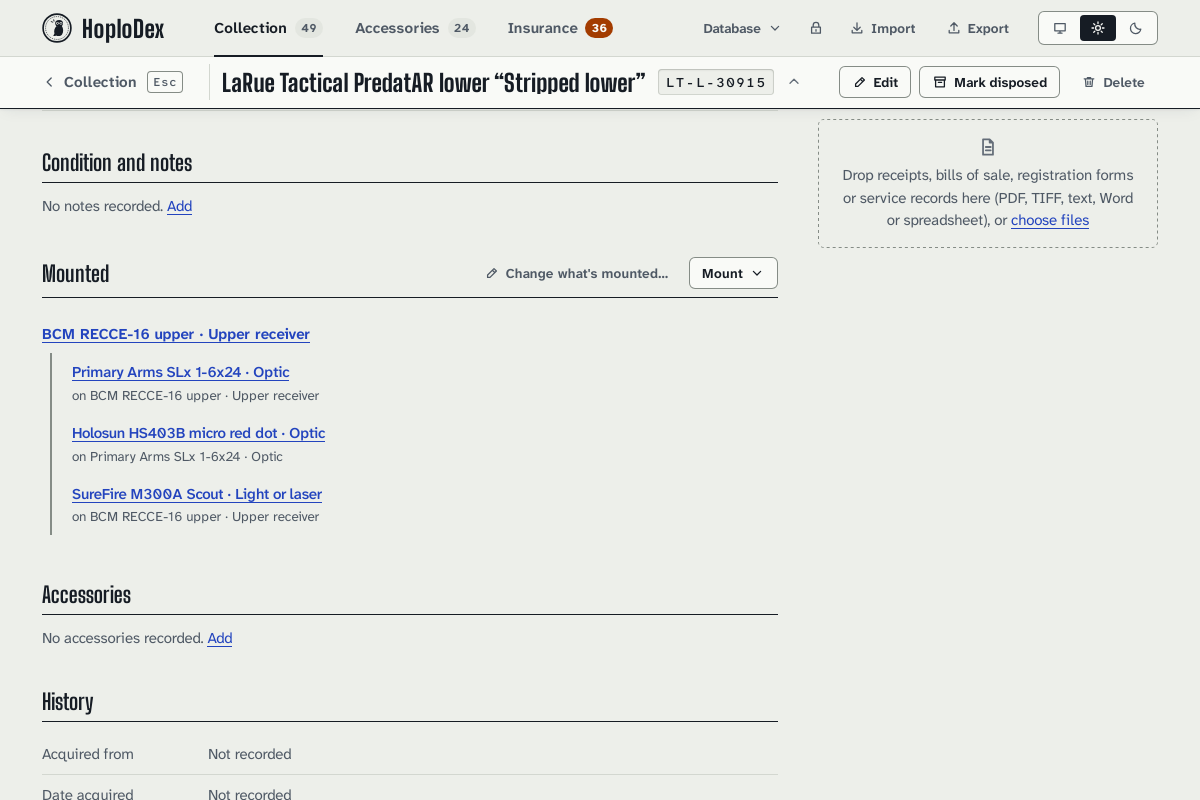 HoploDex
Collection 49
Accessories 24
Insurance 36
Database
Import
Export
Collection Esc
LaRue Tactical PredatAR lower “Stripped lower”
LT-L-30915
Edit
Mark disposed
Delete
Condition and notes
No notes recorded. Add
Mounted
Change what's mounted...
Mount
BCM RECCE-16 upper · Upper receiver
Primary Arms SLx 1-6x24 · Optic
on BCM RECCE-16 upper · Upper receiver
Holosun HS403B micro red dot · Optic
on Primary Arms SLx 1-6x24 · Optic
SureFire M300A Scout · Light or laser
on BCM RECCE-16 upper · Upper receiver
Accessories
No accessories recorded. Add
History
Acquired from Not recorded
Date acquired Not recorded
Drop receipts, bills of sale, registration forms
or service records here (PDF, TIFF, text, Word
or spreadsheet), or choose files